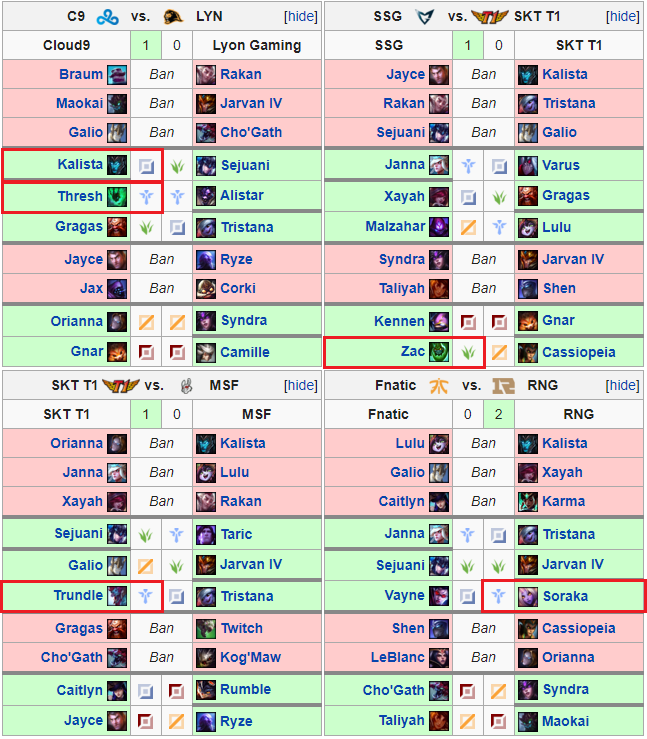 C9 vs. LYN [hide]
Cloud9 1 0 Lyon Gaming
Braum Ban Rakan
Maokai Ban Jarvan IV
Galio Ban Cho'Gath
Kalista Sejuani
Thresh Alistar
Gragas Tristana
Jayce Ban Ryze
Jax Ban Corki
Orianna Syndra
Gnar Camille
SSG vs. SKT T1 [hide]
SSG 1 0 SKT T1
Jayce Ban Kalista
Rakan Ban Tristana
Sejuani Ban Galio
Janna Varus
Xayah Gragas
Malzahar Lulu
Syndra Ban Jarvan IV
Taliyah Ban Shen
Kennen Gnar
Zac Cassiopeia
SKT T1 vs. MSF [hide]
SKT T1 1 0 MSF
Orianna Ban Kalista
Janna Ban Lulu
Xayah Ban Rakan
Sejuani Taric
Galio Jarvan IV
Trundle Tristana
Gragas Ban Twitch
Cho'Gath Ban Kog'Maw
Caitlyn Rumble
Jayce Ryze
Fnatic vs. RNG [hide]
Fnatic 0 2 RNG
Lulu Ban Kalista
Galio Ban Xayah
Caitlyn Ban Karma
Janna Tristana
Sejuani Jarvan IV
Vayne Soraka
Shen Ban Cassiopeia
LeBlanc Ban Orianna
Cho'Gath Syndra
Taliyah Maokai